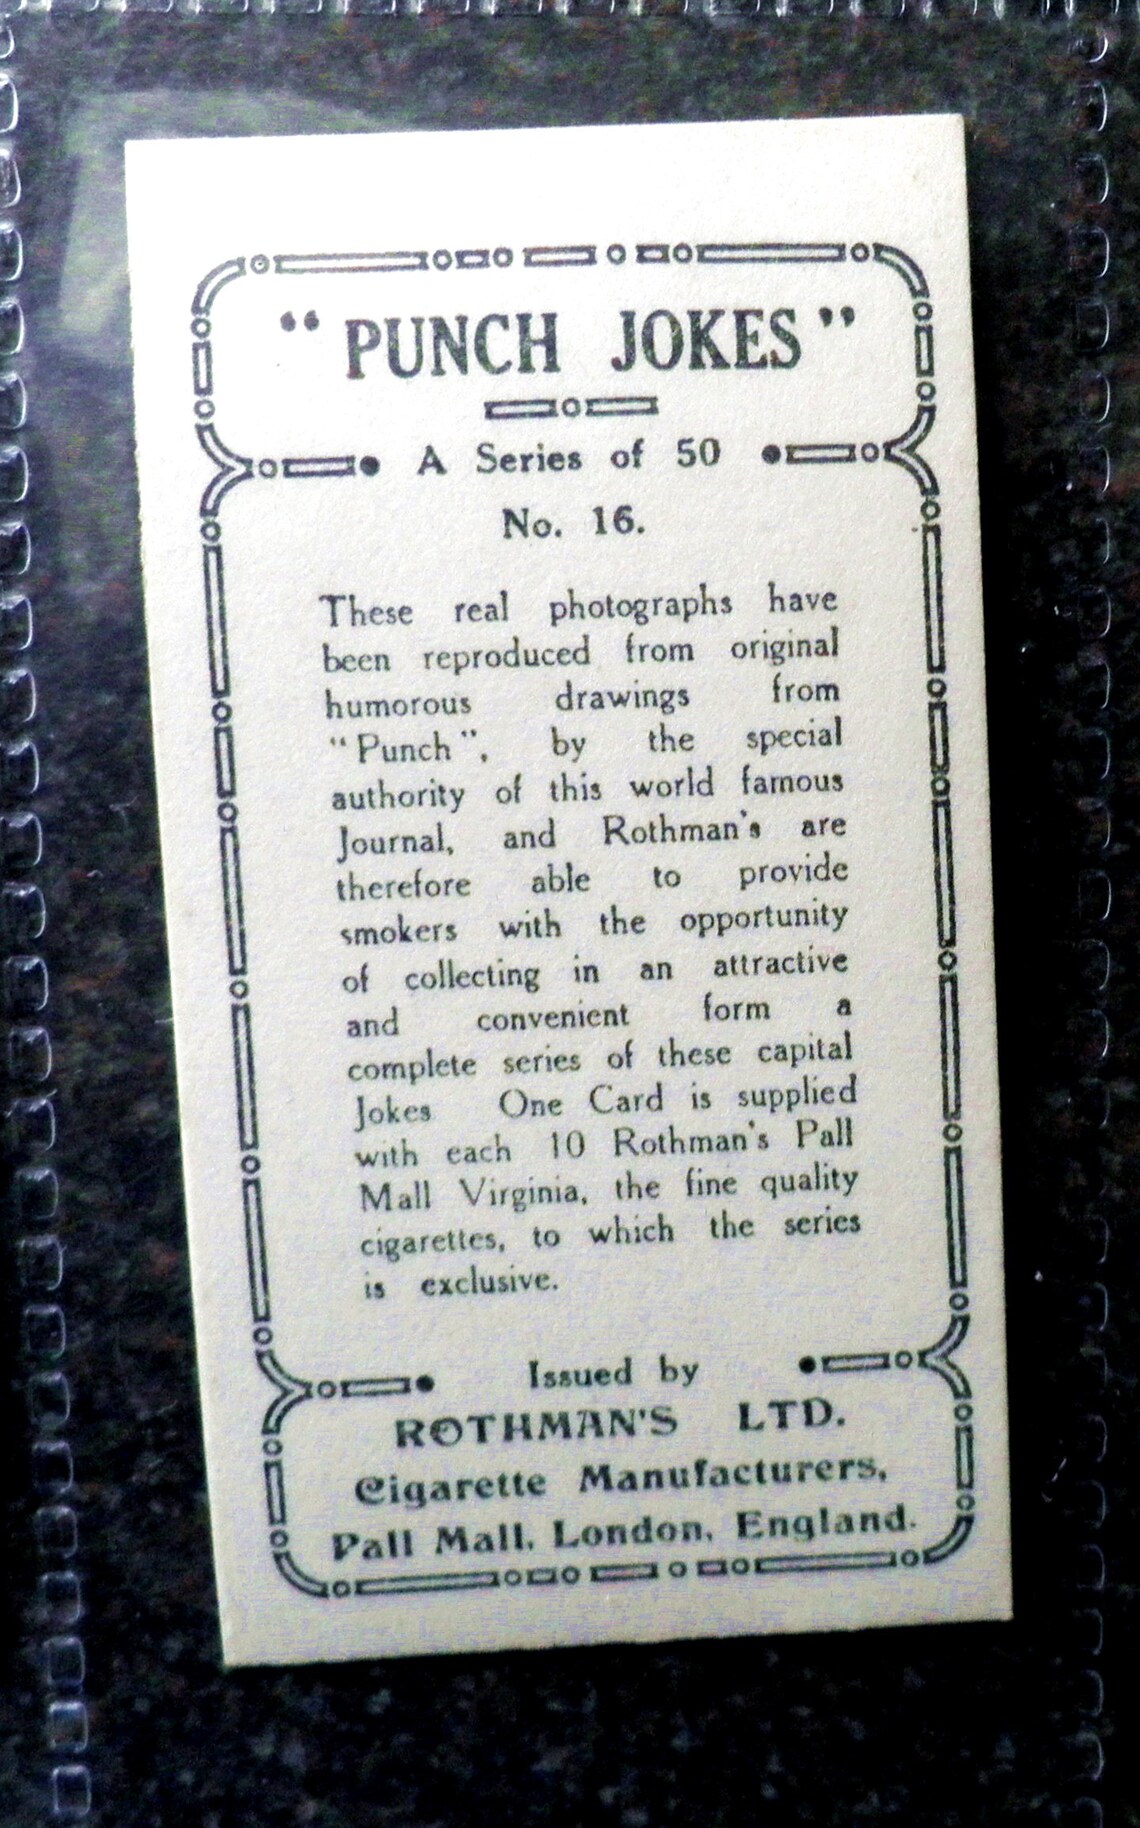 “ PUNCH JOKES ”
A Series of 50
No. 16.
These real photographs have
been reproduced from original
humorous drawings from
“ Punch ”, by the special
authority of this world famous
Journal, and Rothman's are
therefore able to provide
smokers with the opportunity
of collecting in an attractive
and convenient form a
complete series of these capital
Jokes One Card is supplied
with each 10 Rothman's Pall
Mall Virginia, the fine quality
cigarettes, to which the series
is exclusive.
Issued by
ROTHMAN'S LTD.
Cigarette Manufacturers,
Pall Mall, London, England.